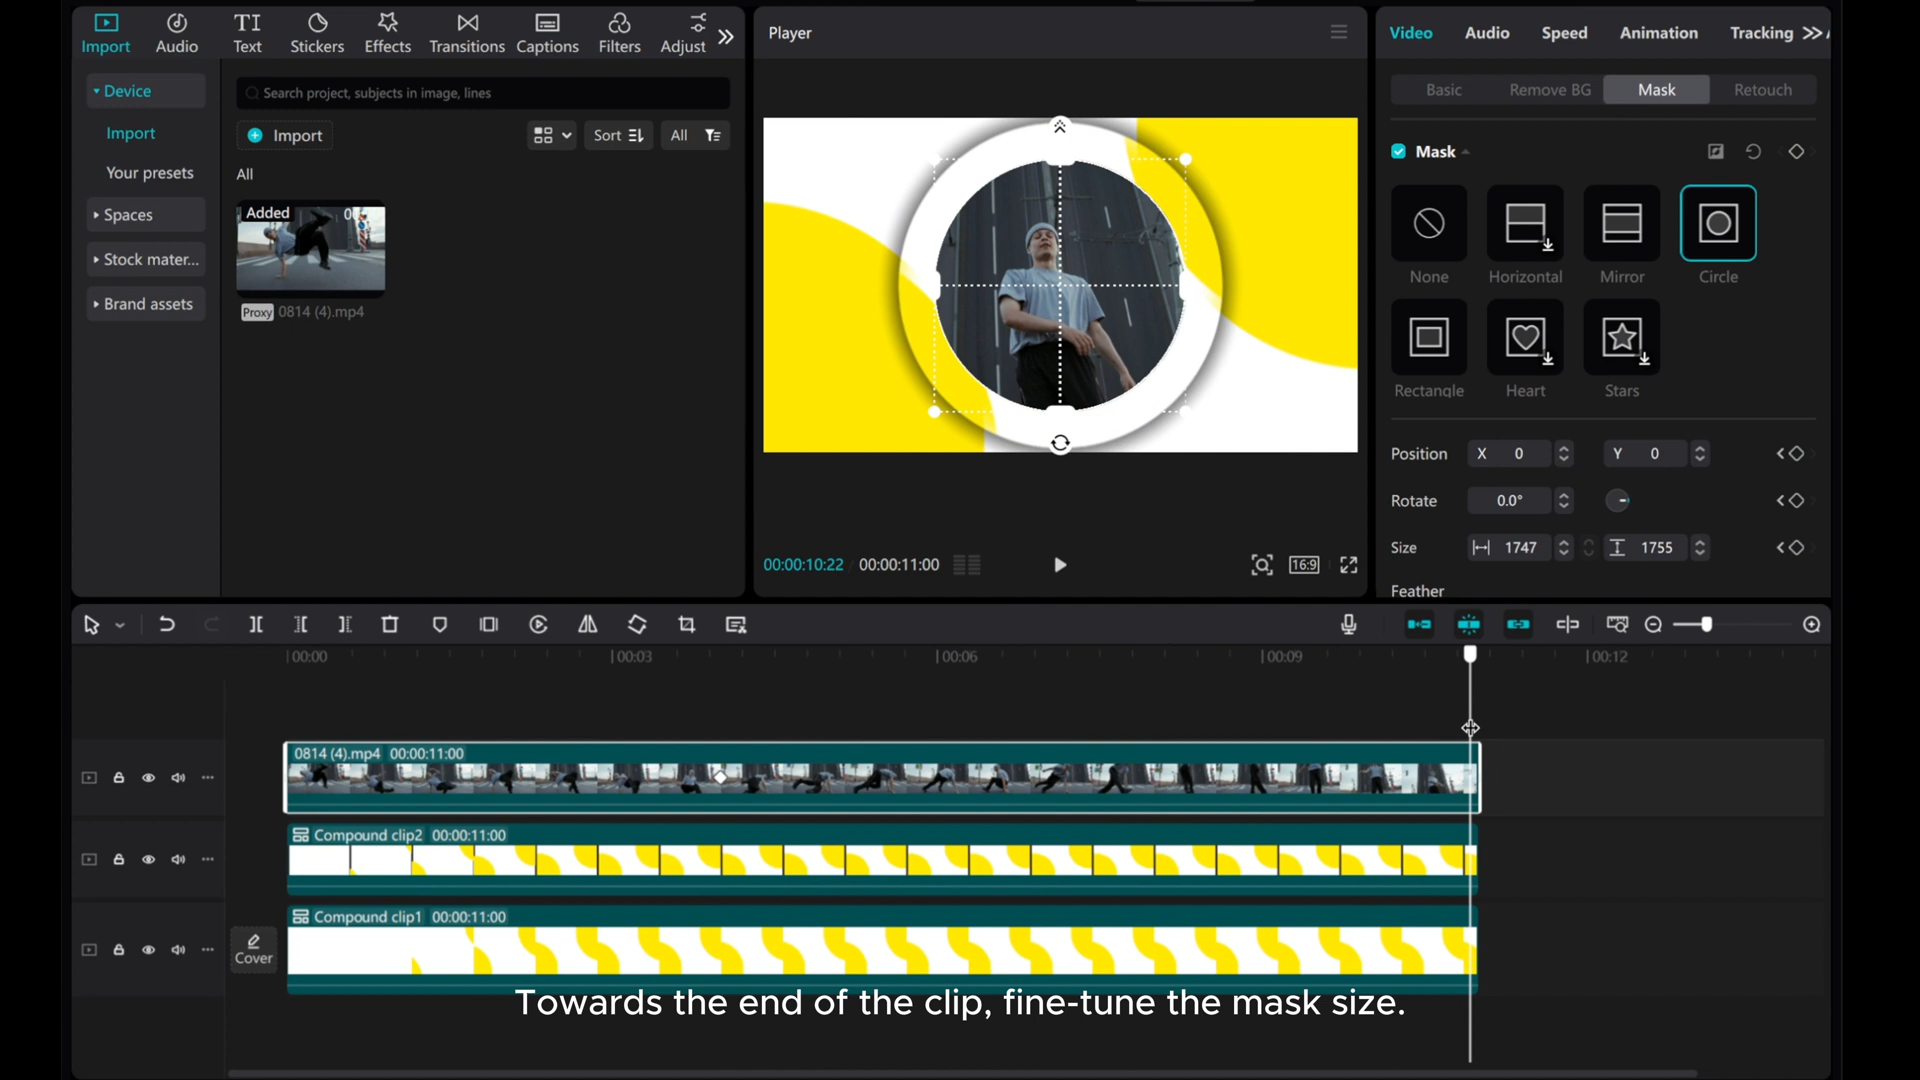 Import
Audio
Text
Stickers
Effects
Transitions
Captions
Filters
Adjust
Device
Import
Your presets
Spaces
Stock mater...
Brand assets
Search project, subjects in image, lines
Import
Sort
All
All
Added
Proxy 0814 (4).mp4
Player
00:00:10:22 00:00:11:00
16:9
Video
Audio
Speed
Animation
Tracking
Basic
Remove BG
Mask
Retouch
Mask
None
Horizontal
Mirror
Circle
Rectangle
Heart
Stars
Position X 0 Y 0
Rotate 0.0°
Size 1747 1755
Feather
00:00
00:03
00:06
00:09
00:12
0814 (4).mp4 00:00:11:00
Compound clip2 00:00:11:00
Compound clip1 00:00:11:00
Cover
Towards the end of the clip, fine-tune the mask size.